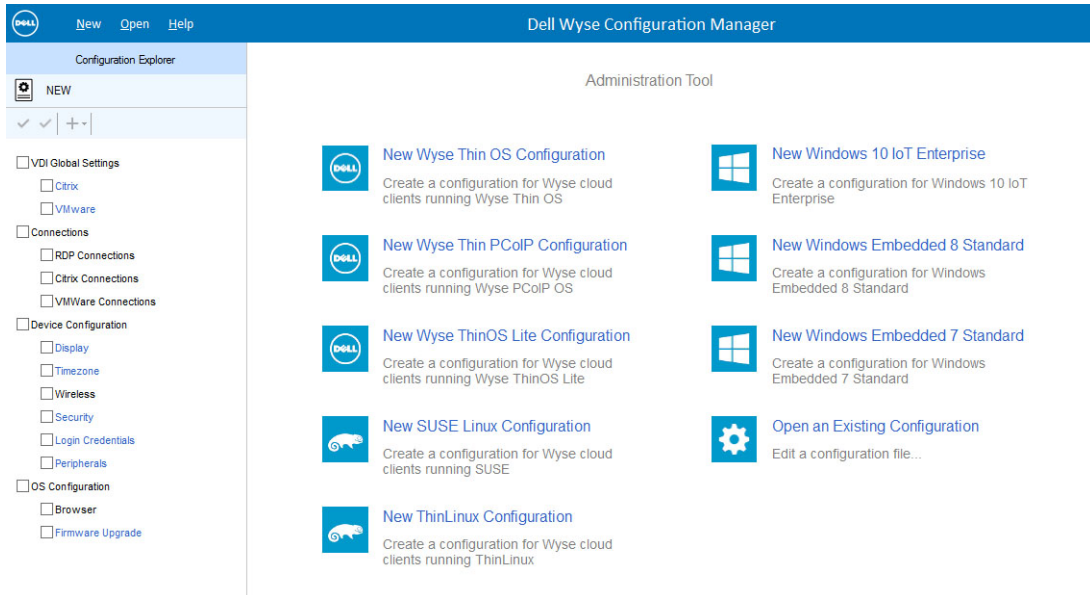 DELL New Open Help Dell Wyse Configuration Manager
Configuration Explorer
NEW
VDI Global Settings
Citrix
VMware
Connections
RDP Connections
Citrix Connections
VMWare Connections
Device Configuration
Display
Timezone
Wireless
Security
Login Credentials
Peripherals
OS Configuration
Browser
Firmware Upgrade
Administration Tool
DELL
New Wyse Thin OS Configuration
Create a configuration for Wyse cloud
clients running Wyse Thin OS
DELL
New Wyse Thin PCoIP Configuration
Create a configuration for Wyse cloud
clients running Wyse PCoIP OS
DELL
New Wyse ThinOS Lite Configuration
Create a configuration for Wyse cloud
clients running Wyse ThinOS Lite
New SUSE Linux Configuration
Create a configuration for Wyse cloud
clients running SUSE
New ThinLinux Configuration
Create a configuration for Wyse cloud
clients running ThinLinux
New Windows 10 IoT Enterprise
Create a configuration for Windows 10 IoT
Enterprise
New Windows Embedded 8 Standard
Create a configuration for Windows
Embedded 8 Standard
New Windows Embedded 7 Standard
Create a configuration for Windows
Embedded 7 Standard
Open an Existing Configuration
Edit a configuration file...